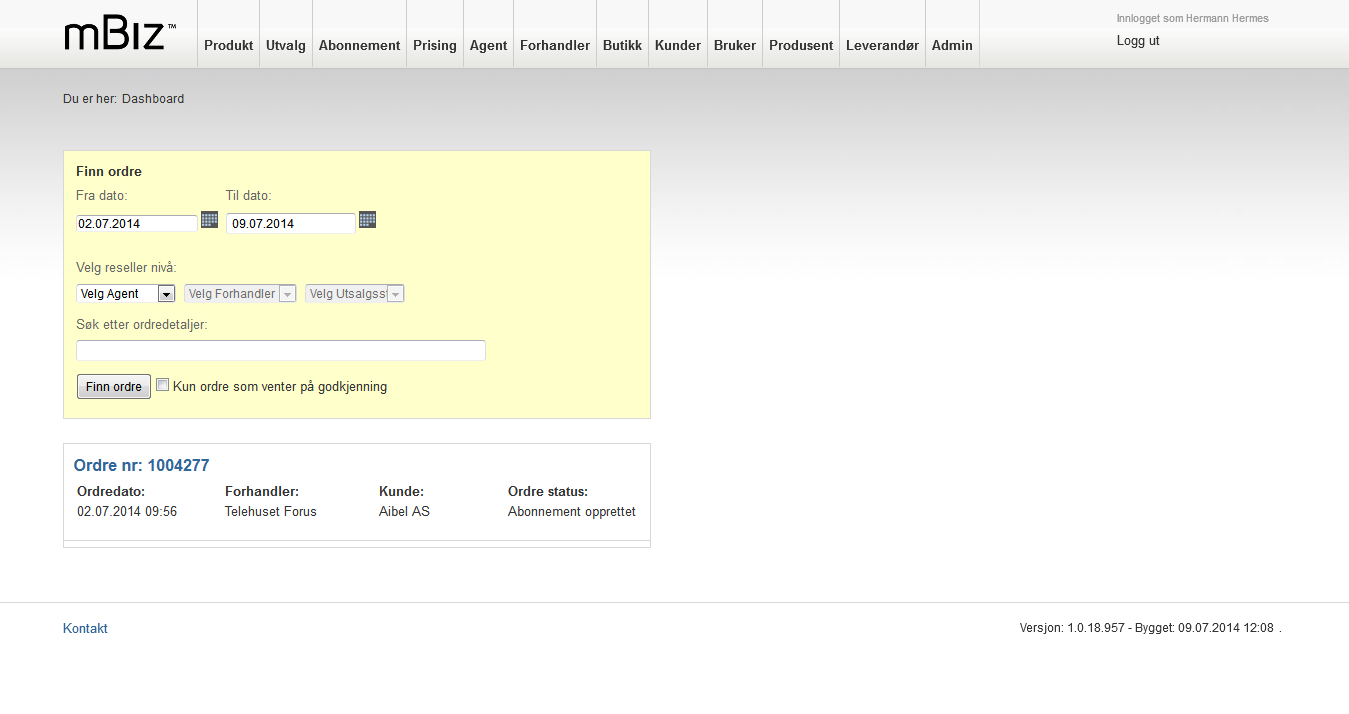 mBiz™ Produkt Utvalg Abonnement Prising Agent Forhandler Butikk Kunder Bruker Produsent Leverandør Admin
Innlogget som Hermann Hermes
Logg ut
Du er her: Dashboard
Finn ordre
Fra dato: Til dato:
02.07.2014 09.07.2014
Velg reseller nivå:
Velg Agent Velg Forhandler Velg Utsalgss
Søk etter ordredetaljer:
Finn ordre Kun ordre som venter på godkjenning
Ordre nr: 1004277
Ordredato: Forhandler: Kunde: Ordre status:
02.07.2014 09:56 Telehuset Forus Aibel AS Abonnement opprettet
Kontakt Versjon: 1.0.18.957 - Bygget: 09.07.2014 12:08 .